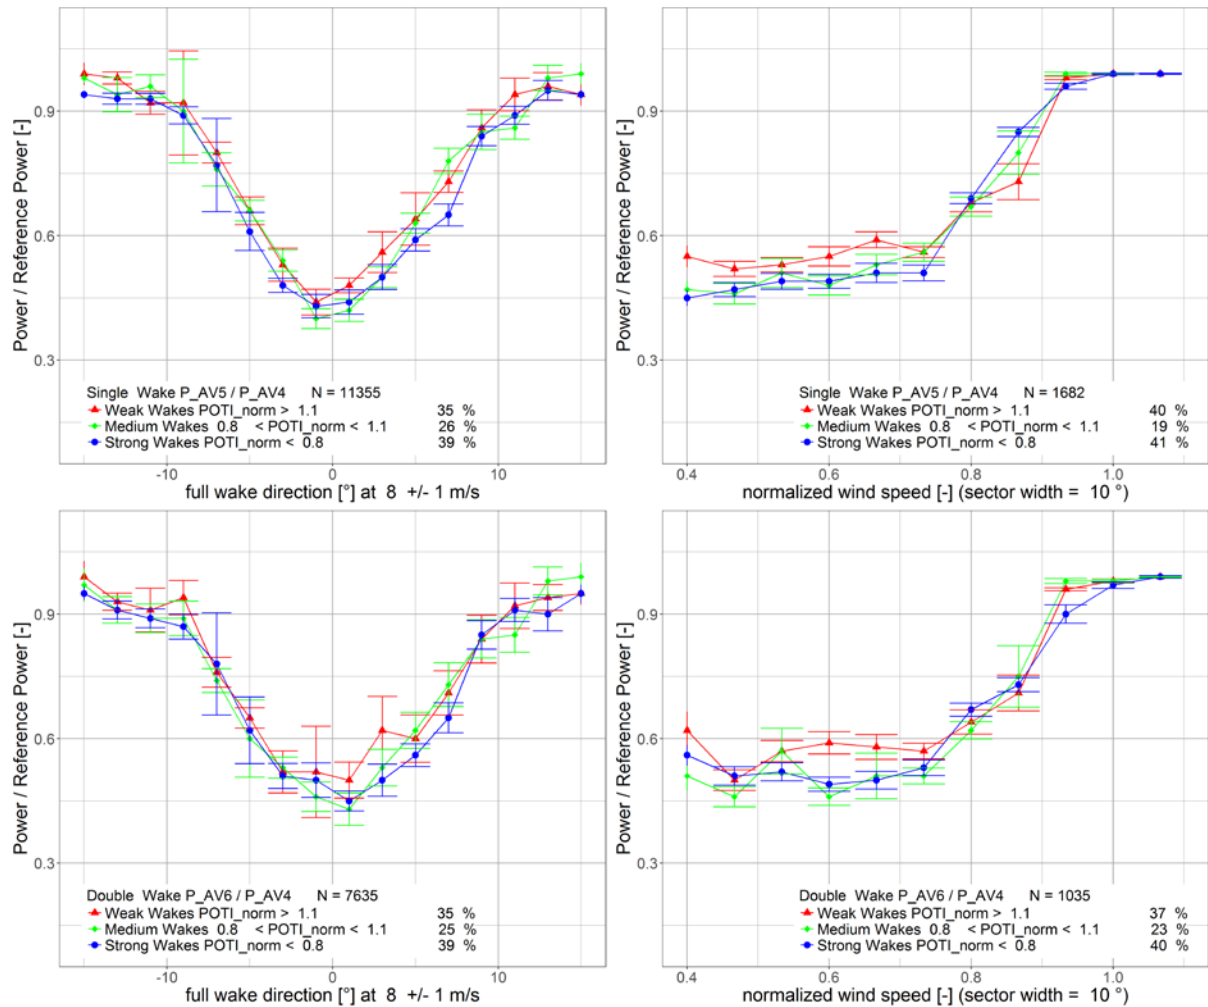 Power / Reference Power [-]
0.9
0.6
0.3
Single Wake P_AV5 / P_AV4 N = 11355
Weak Wakes POTI_norm > 1.1 35 %
Medium Wakes 0.8 < POTI_norm < 1.1 26 %
Strong Wakes POTI_norm < 0.8 39 %
-10 0 10
full wake direction [°] at 8 +/- 1 m/s
Power / Reference Power [-]
0.9
0.6
0.3
Single Wake P_AV5 / P_AV4 N = 1682
Weak Wakes POTI_norm > 1.1 40 %
Medium Wakes 0.8 < POTI_norm < 1.1 19 %
Strong Wakes POTI_norm < 0.8 41 %
0.4 0.6 0.8 1.0
normalized wind speed [-] (sector width = 10 °)
Power / Reference Power [-]
0.9
0.6
0.3
Double Wake P_AV6 / P_AV4 N = 7635
Weak Wakes POTI_norm > 1.1 35 %
Medium Wakes 0.8 < POTI_norm < 1.1 25 %
Strong Wakes POTI_norm < 0.8 39 %
-10 0 10
full wake direction [°] at 8 +/- 1 m/s
Power / Reference Power [-]
0.9
0.6
0.3
Double Wake P_AV6 / P_AV4 N = 1035
Weak Wakes POTI_norm > 1.1 37 %
Medium Wakes 0.8 < POTI_norm < 1.1 23 %
Strong Wakes POTI_norm < 0.8 40 %
0.4 0.6 0.8 1.0
normalized wind speed [-] (sector width = 10 °)